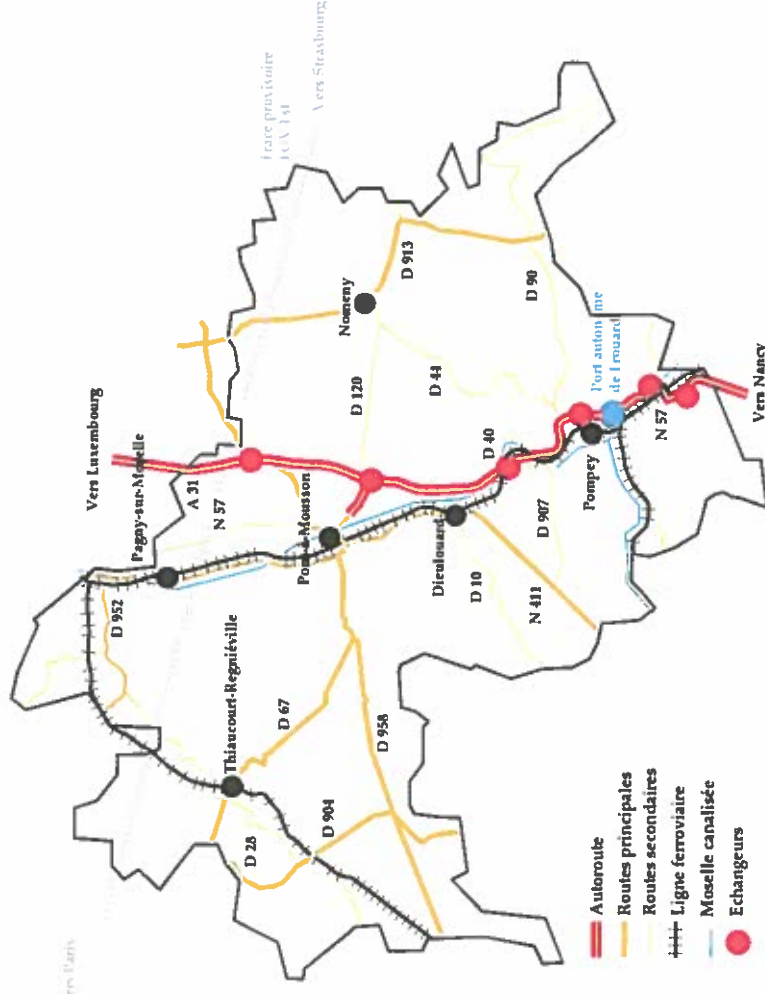 Vers Paris
Tracé provisoire
Vers Strasbourg
Vers Luxembourg
Pagny-sur-Moselle
A 31
N 57
D 952
Pont-à-Mousson
Nomeny
D 913
D 120
D 44
D 90
D 40
Port autonome
de Frouard
Pompey
N 57
Vers Nancy
Dieulouard
D 907
D 10
N 411
Thiaucourt-Regniéville
D 67
D 958
D 28
D 904
Autoroute
Routes principales
Routes secondaires
Ligne ferroviaire
Moselle canalisée
Echangeurs